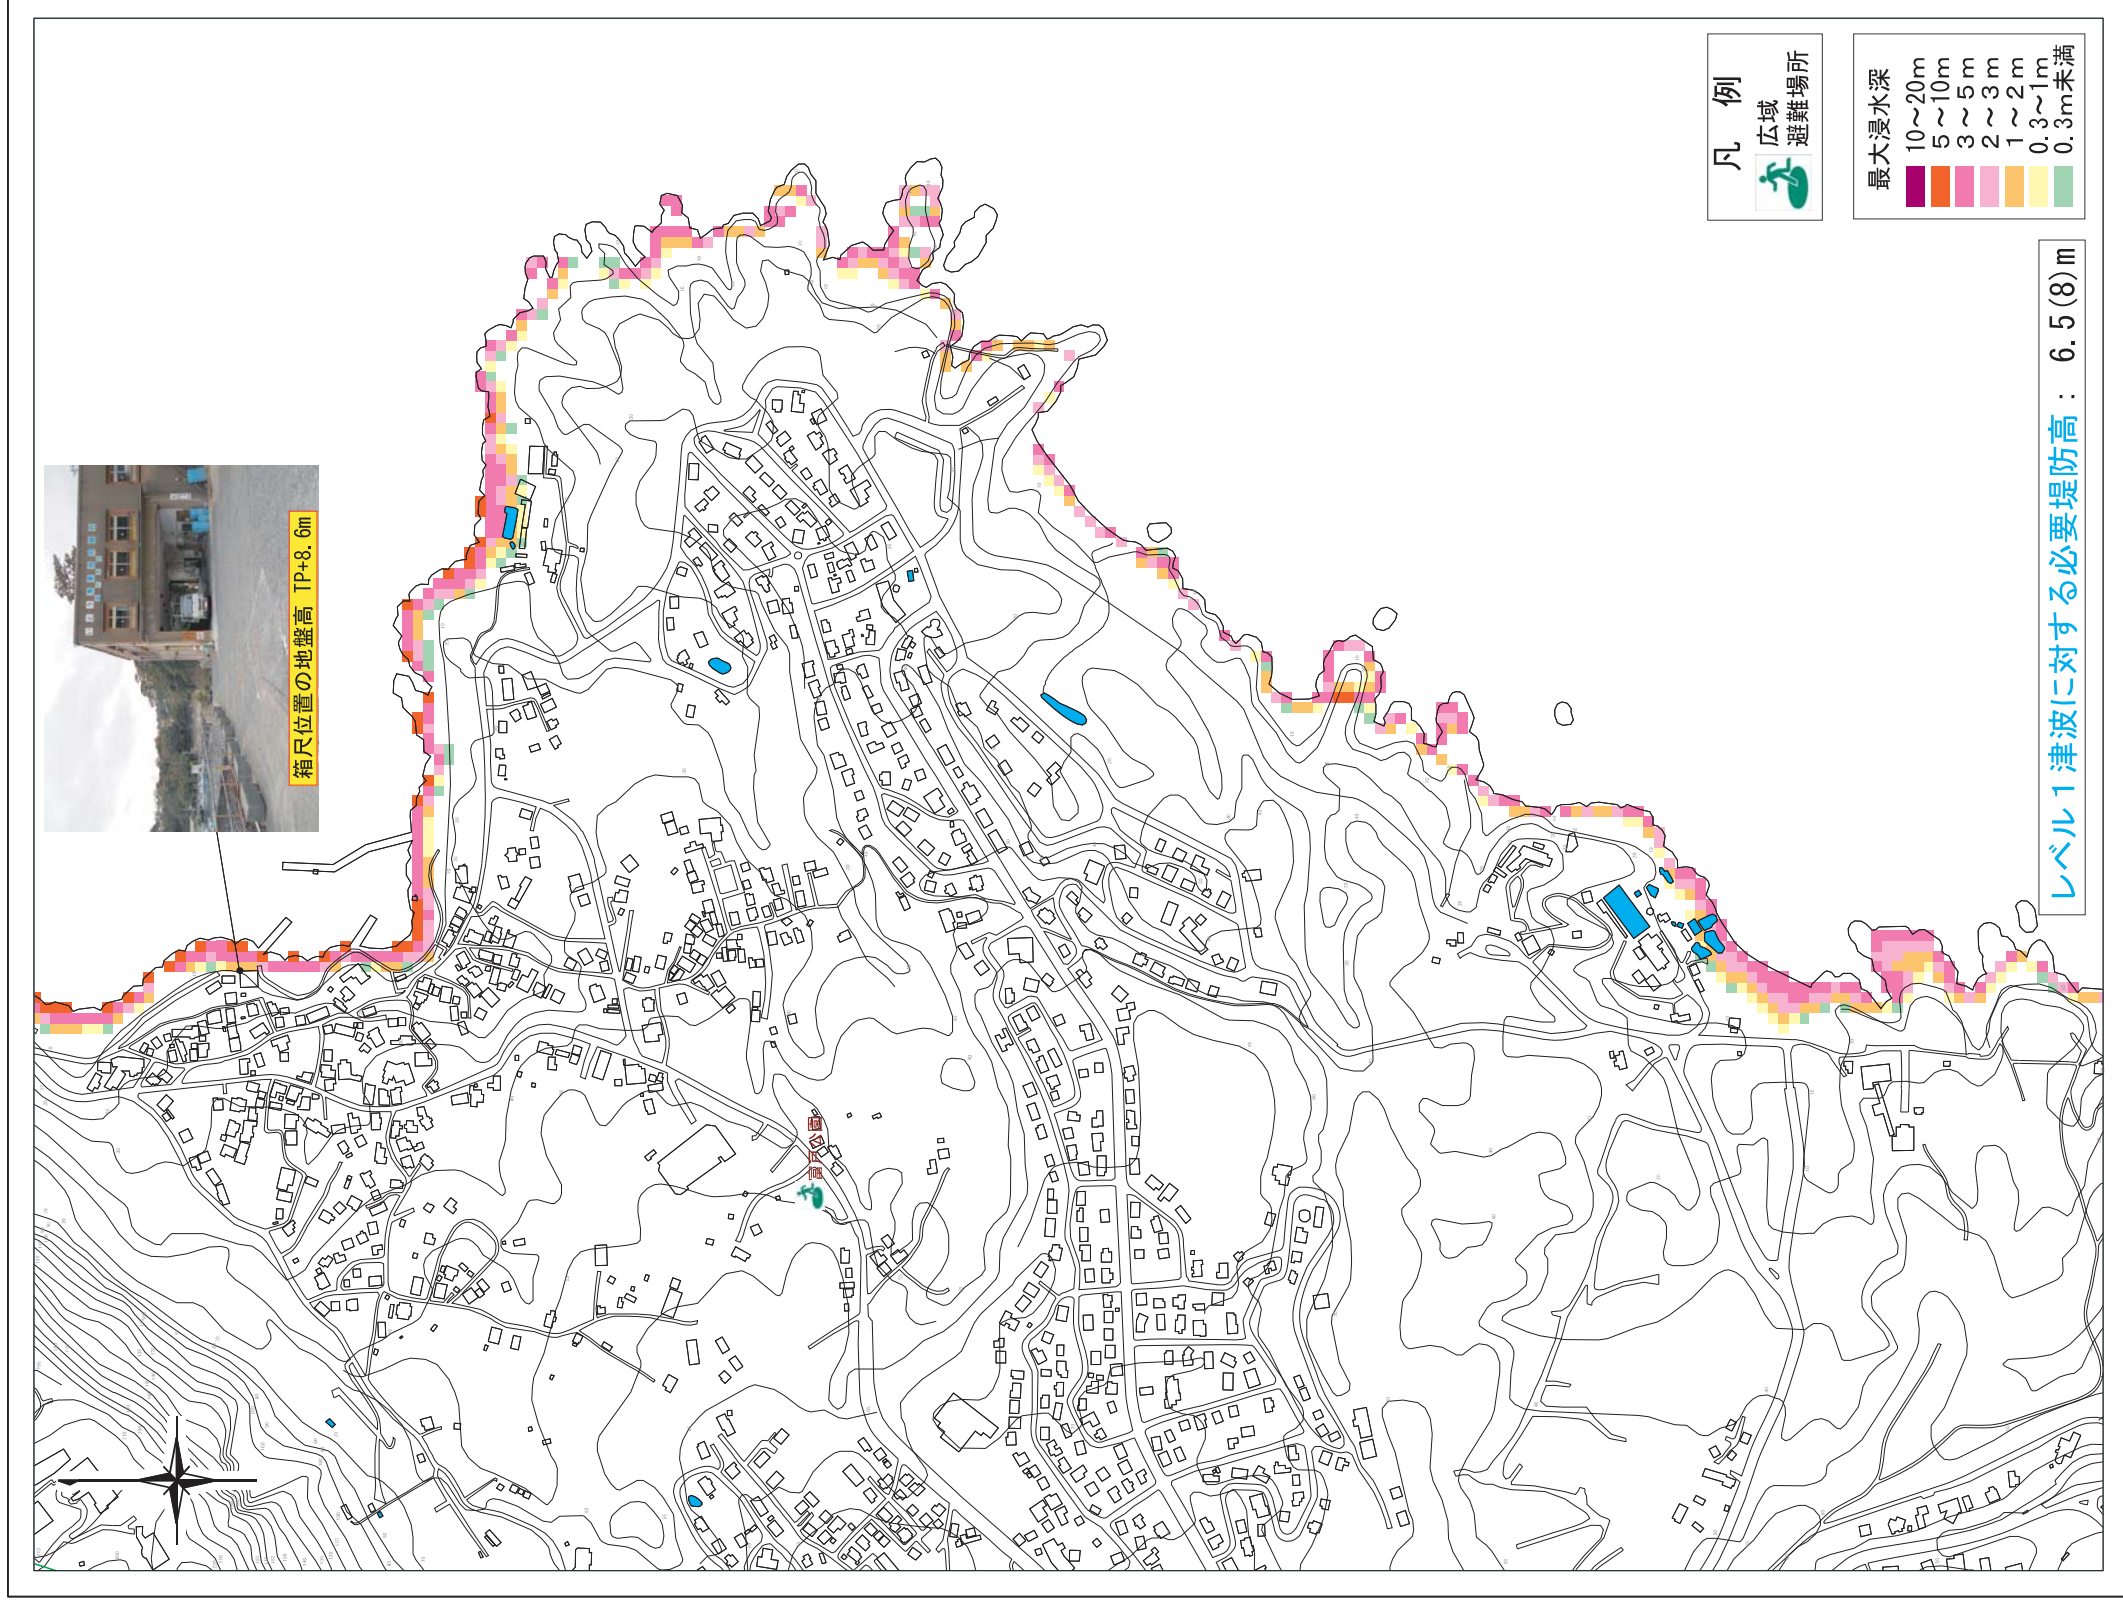 凡 例
広域
避難場所
最大浸水深
10～20m
5～10m
3～5m
2～3m
1～2m
0.3～1m
0.3m未満
レベル1津波に対する必要堤防高：6.5(8)m
箱尺位置の地盤高 TP+8.6m